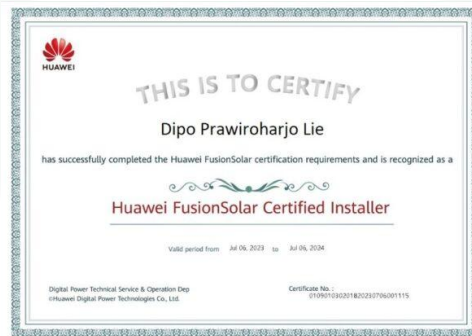 HUAWEI
THIS IS TO CERTIFY
Dipo Prawiroharjo Lie
has successfully completed the Huawei FusionSolar certification requirements and is recognized as a
Huawei FusionSolar Certified Installer
Valid period from Jul 06, 2023 to Jul 06, 2024
Digital Power Technical Service & Operation Dep
©Huawei Digital Power Technologies Co., Ltd.
Certificate No. :
010901030201820230706001115